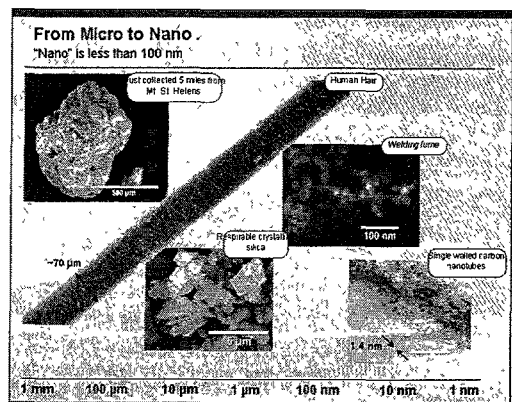 From Micro to Nano
"Nano" is less than 100 nm
Dust collected 5 miles from
Mt St Helens
Human Hair
500 µm
Welding fume
100 nm
~70 µm
Respirable crystalline
silica
5 µm
Single walled carbon
nanotubes
1.4 nm
1 mm 100 µm 10 µm 1 µm 100 nm 10 nm 1 nm